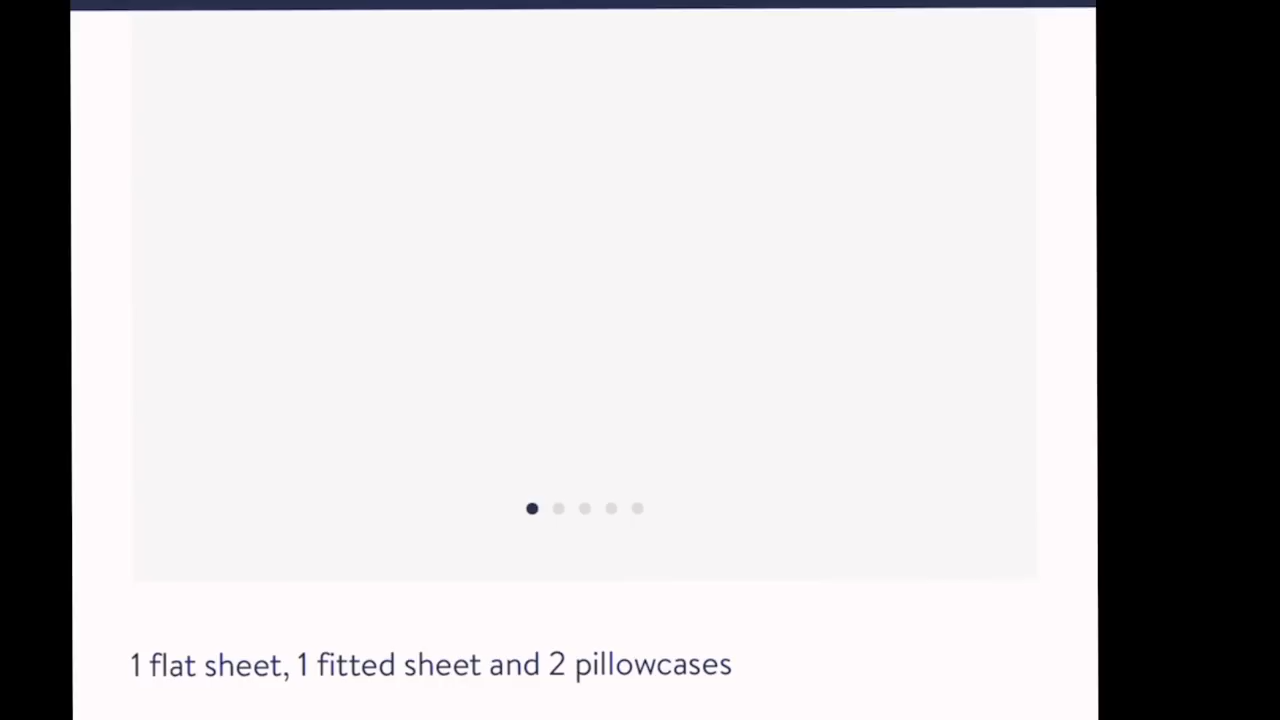 1 flat sheet, 1 fitted sheet and 2 pillowcases